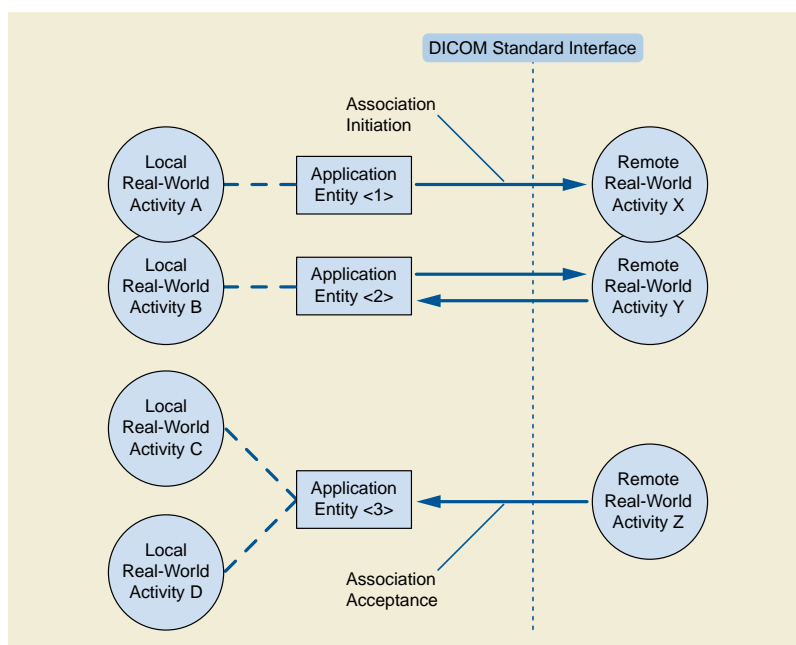 DICOM Standard Interface
Association
Initiation
Local
Real-World
Activity A
Application
Entity <1>
Remote
Real-World
Activity X
Local
Real-World
Activity B
Application
Entity <2>
Remote
Real-World
Activity Y
Local
Real-World
Activity C
Application
Entity <3>
Remote
Real-World
Activity Z
Local
Real-World
Activity D
Association
Acceptance